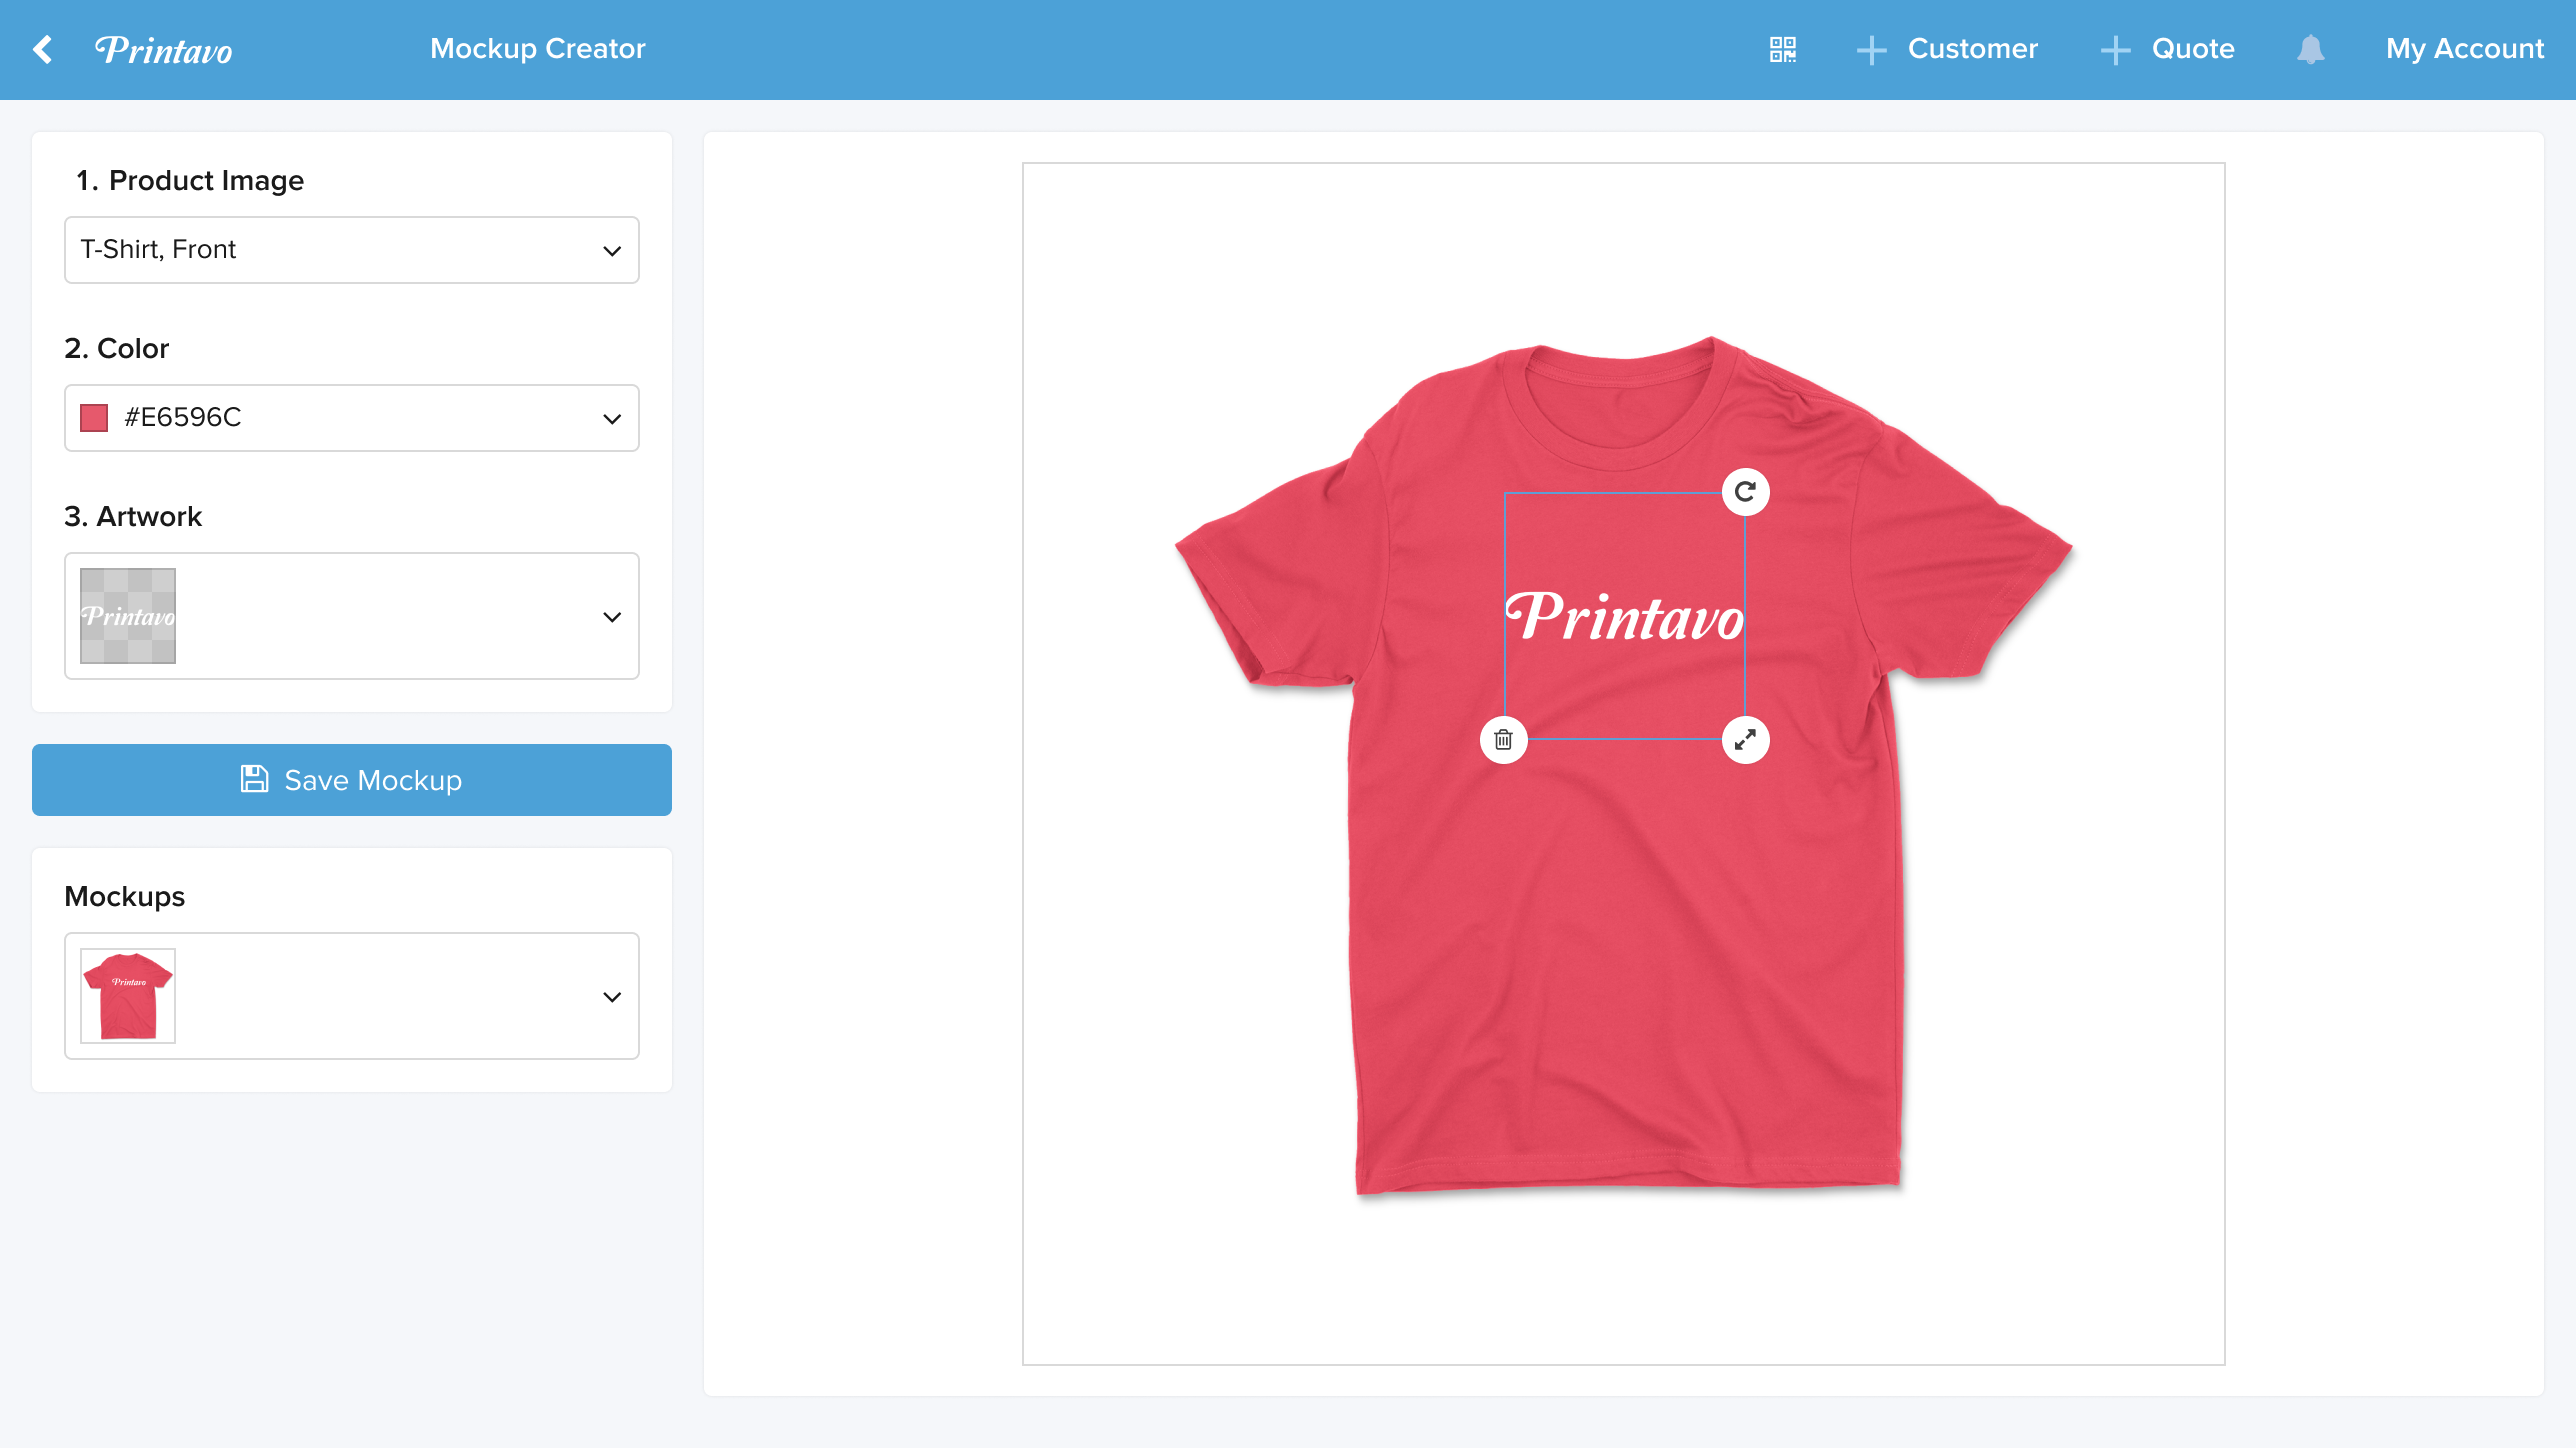 Printavo
Mockup Creator
Customer
Quote
My Account
1. Product Image
T-Shirt, Front
2. Color
#E6596C
3. Artwork
Printavo
Save Mockup
Mockups
Printavo
Printavo